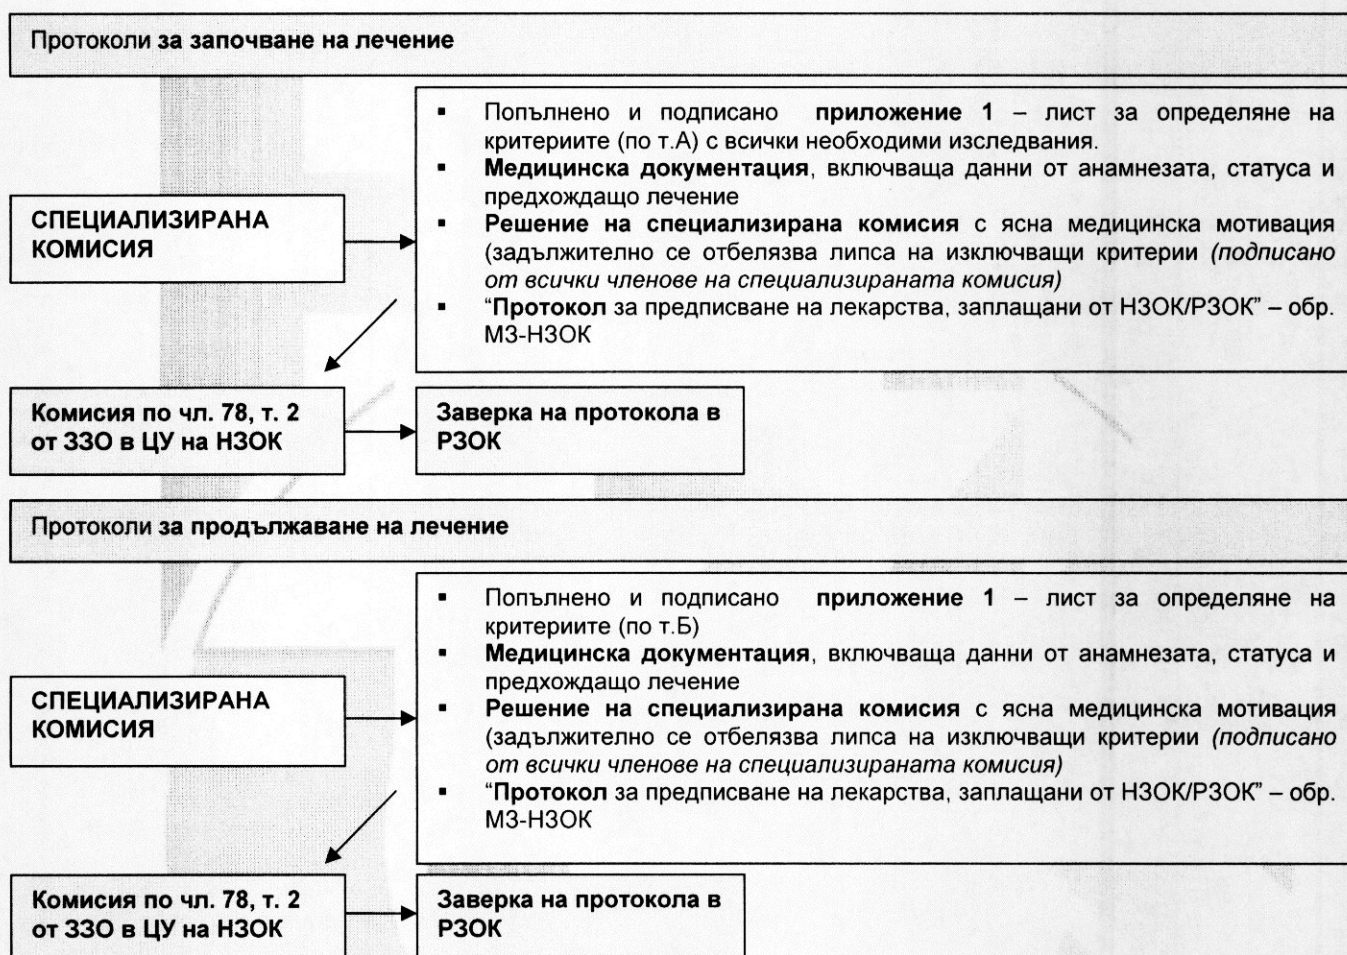 Протоколи за започване на лечение
▪ Попълнено и подписано приложение 1 – лист за определяне на
критериите (по т.А) с всички необходими изследвания.
▪ Медицинска документация, включваща данни от анамнезата, статуса и
предхождащо лечение
▪ Решение на специализирана комисия с ясна медицинска мотивация
(задължително се отбелязва липса на изключващи критерии (подписано
от всички членове на специализираната комисия)
▪ “Протокол за предписване на лекарства, заплащани от НЗОК/РЗОК” – обр.
МЗ-НЗОК
СПЕЦИАЛИЗИРАНА
КОМИСИЯ
Комисия по чл. 78, т. 2
от ЗЗО в ЦУ на НЗОК
Заверка на протокола в
РЗОК
Протоколи за продължаване на лечение
▪ Попълнено и подписано приложение 1 – лист за определяне на
критериите (по т.Б)
▪ Медицинска документация, включваща данни от анамнезата, статуса и
предхождащо лечение
▪ Решение на специализирана комисия с ясна медицинска мотивация
(задължително се отбелязва липса на изключващи критерии (подписано
от всички членове на специализираната комисия)
▪ “Протокол за предписване на лекарства, заплащани от НЗОК/РЗОК” – обр.
МЗ-НЗОК
СПЕЦИАЛИЗИРАНА
КОМИСИЯ
Комисия по чл. 78, т. 2
от ЗЗО в ЦУ на НЗОК
Заверка на протокола в
РЗОК